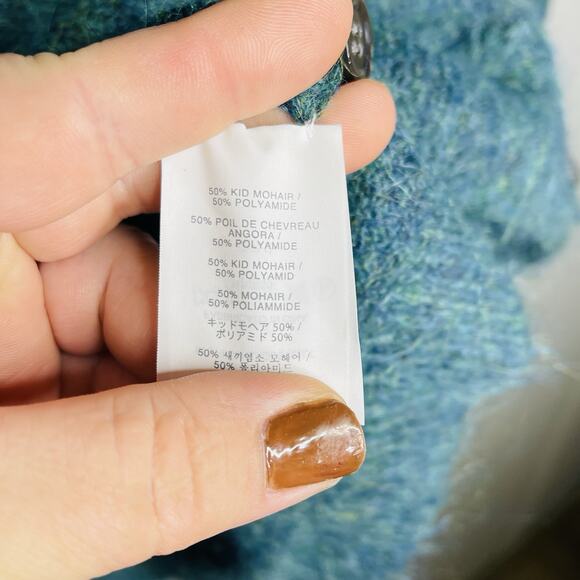 50% KID MOHAIR /
50% POLYAMIDE
50% POIL DE CHEVREAU
ANGORA /
50% POLYAMIDE
50% KID MOHAIR /
50% POLYAMID
50% MOHAIR /
50% POLIAMMIDE
キッドモヘア 50% /
ポリアミド 50%
50% 새끼염소 모헤어 /
50% 폴리아미드